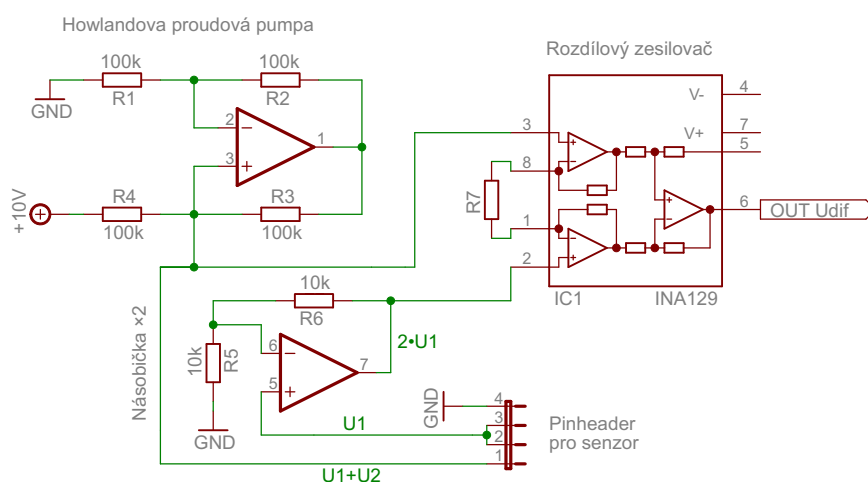 Howlandova proudová pumpa
100k
R1
100k
R2
GND
2
3
1
+10V
R4
100k
R3
100k
Rozdílový zesilovač
3
8
R7
1
2
V-
4
V+
7
5
6
OUT Udif
IC1
INA129
Násobička ×2
10k
R6
10k
R5
6
5
7
2•U1
GND
U1
U1+U2
GND
4
3
2
1
Pinheader
pro senzor